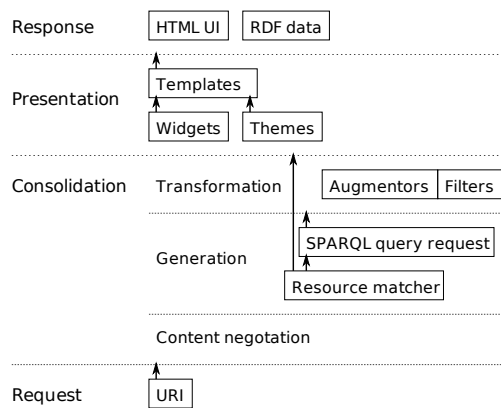 Response HTML UI RDF data
Templates
Presentation
Widgets Themes
Consolidation Transformation Augmentors Filters
SPARQL query request
Generation
Resource matcher
Content negotation
Request URI